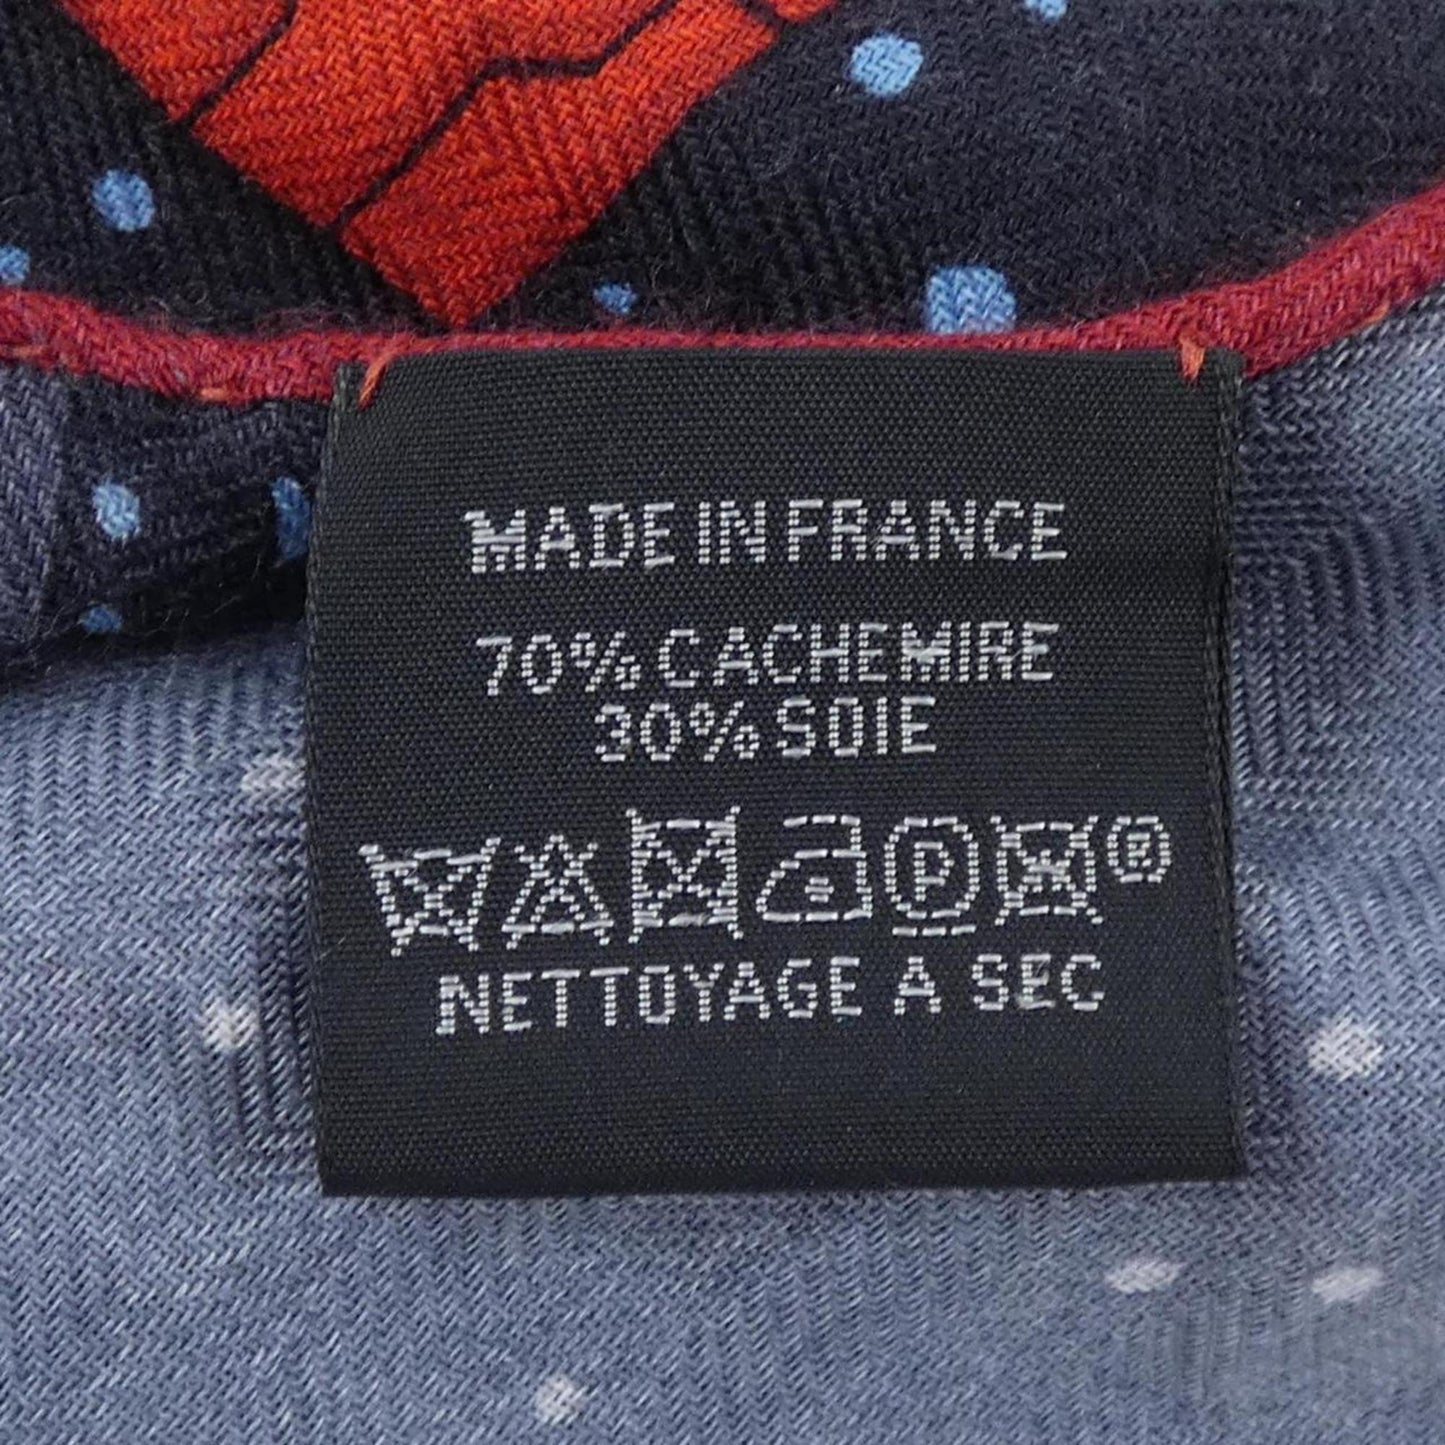 MADE IN FRANCE
70% CACHEMIRE
30% SOIE
P ®
NETTOYAGE A SEC